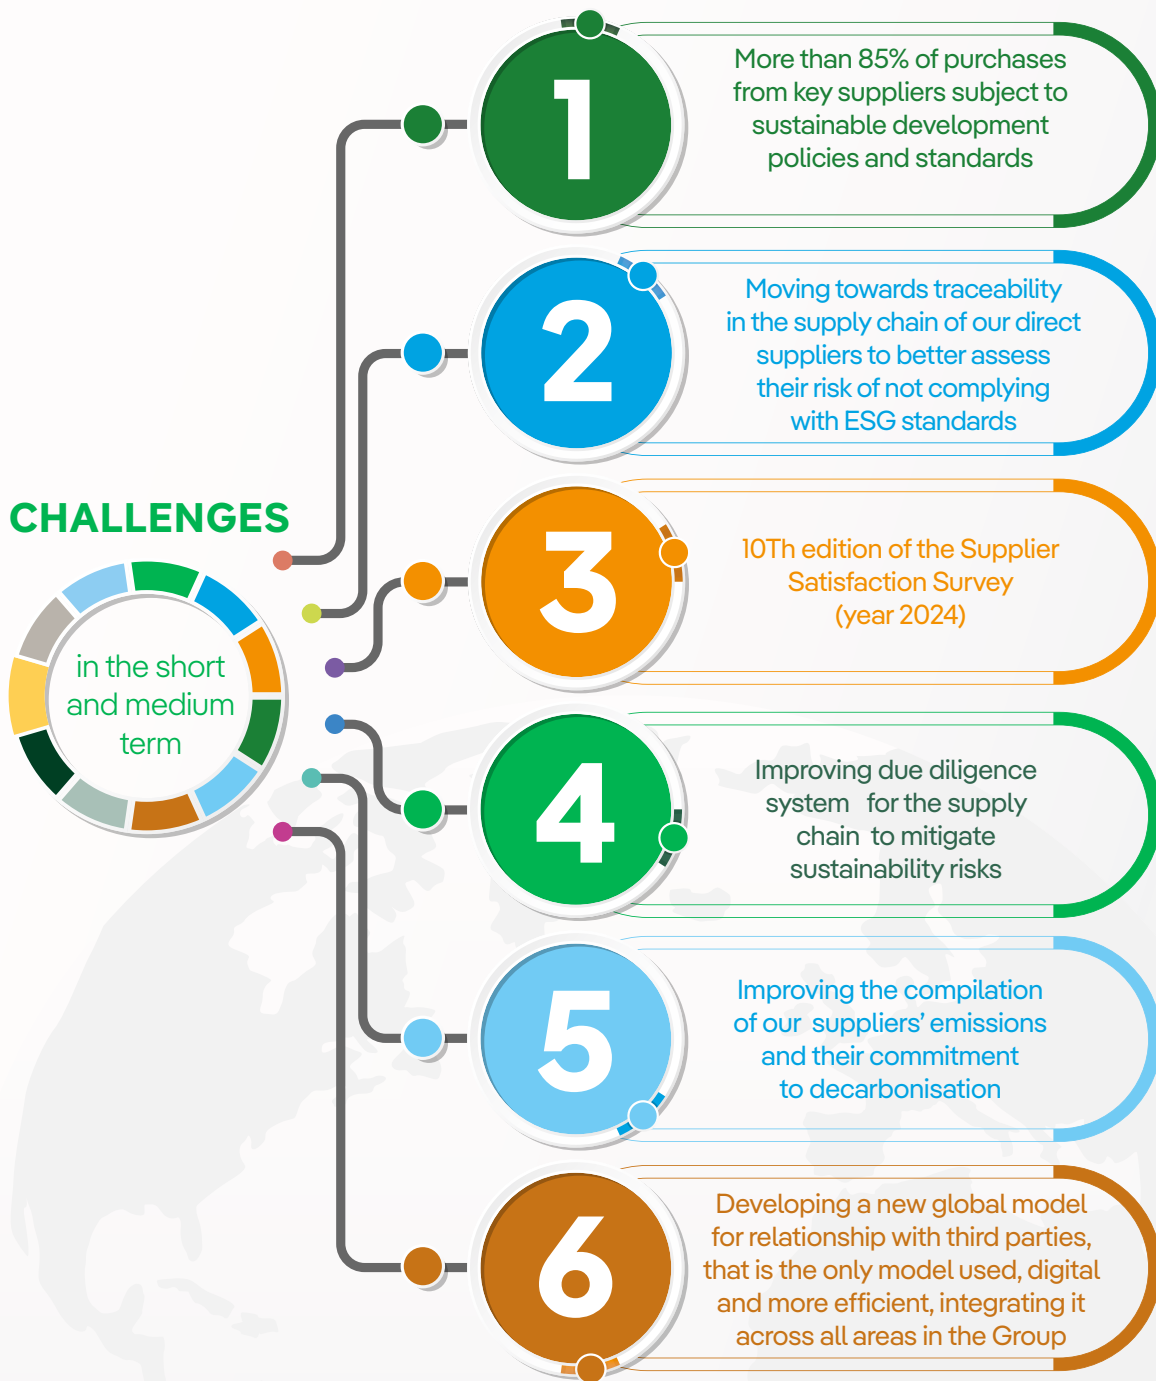 CHALLENGES
in the short
and medium
term
1
More than 85% of purchases
from key suppliers subject to
sustainable development
policies and standards
2
Moving towards traceability
in the supply chain of our direct
suppliers to better assess
their risk of not complying
with ESG standards
3
10Th edition of the Supplier
Satisfaction Survey
(year 2024)
4
Improving due diligence
system for the supply
chain to mitigate
sustainability risks
5
Improving the compilation
of our suppliers’ emissions
and their commitment
to decarbonisation
6
Developing a new global model
for relationship with third parties,
that is the only model used, digital
and more efficient, integrating it
across all areas in the Group